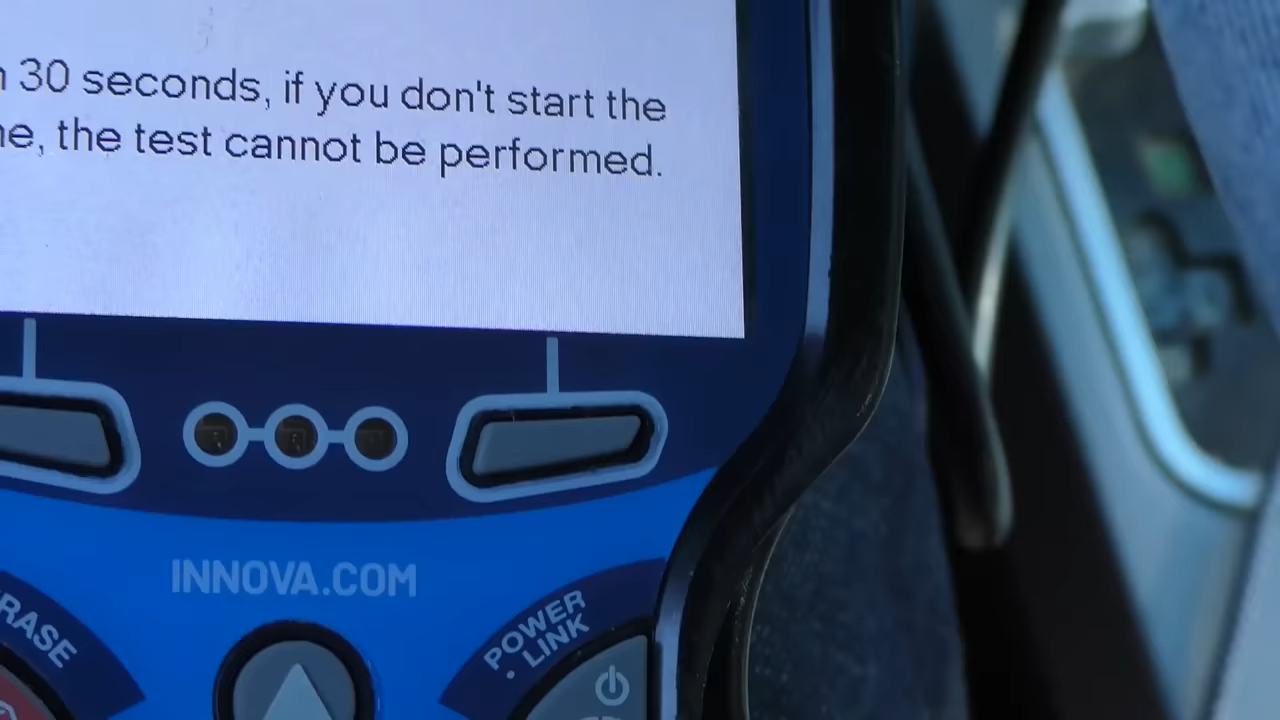 30 seconds, if you don't start the
the test cannot be performed.
INNOVA.COM
RASE
POWER
LINK